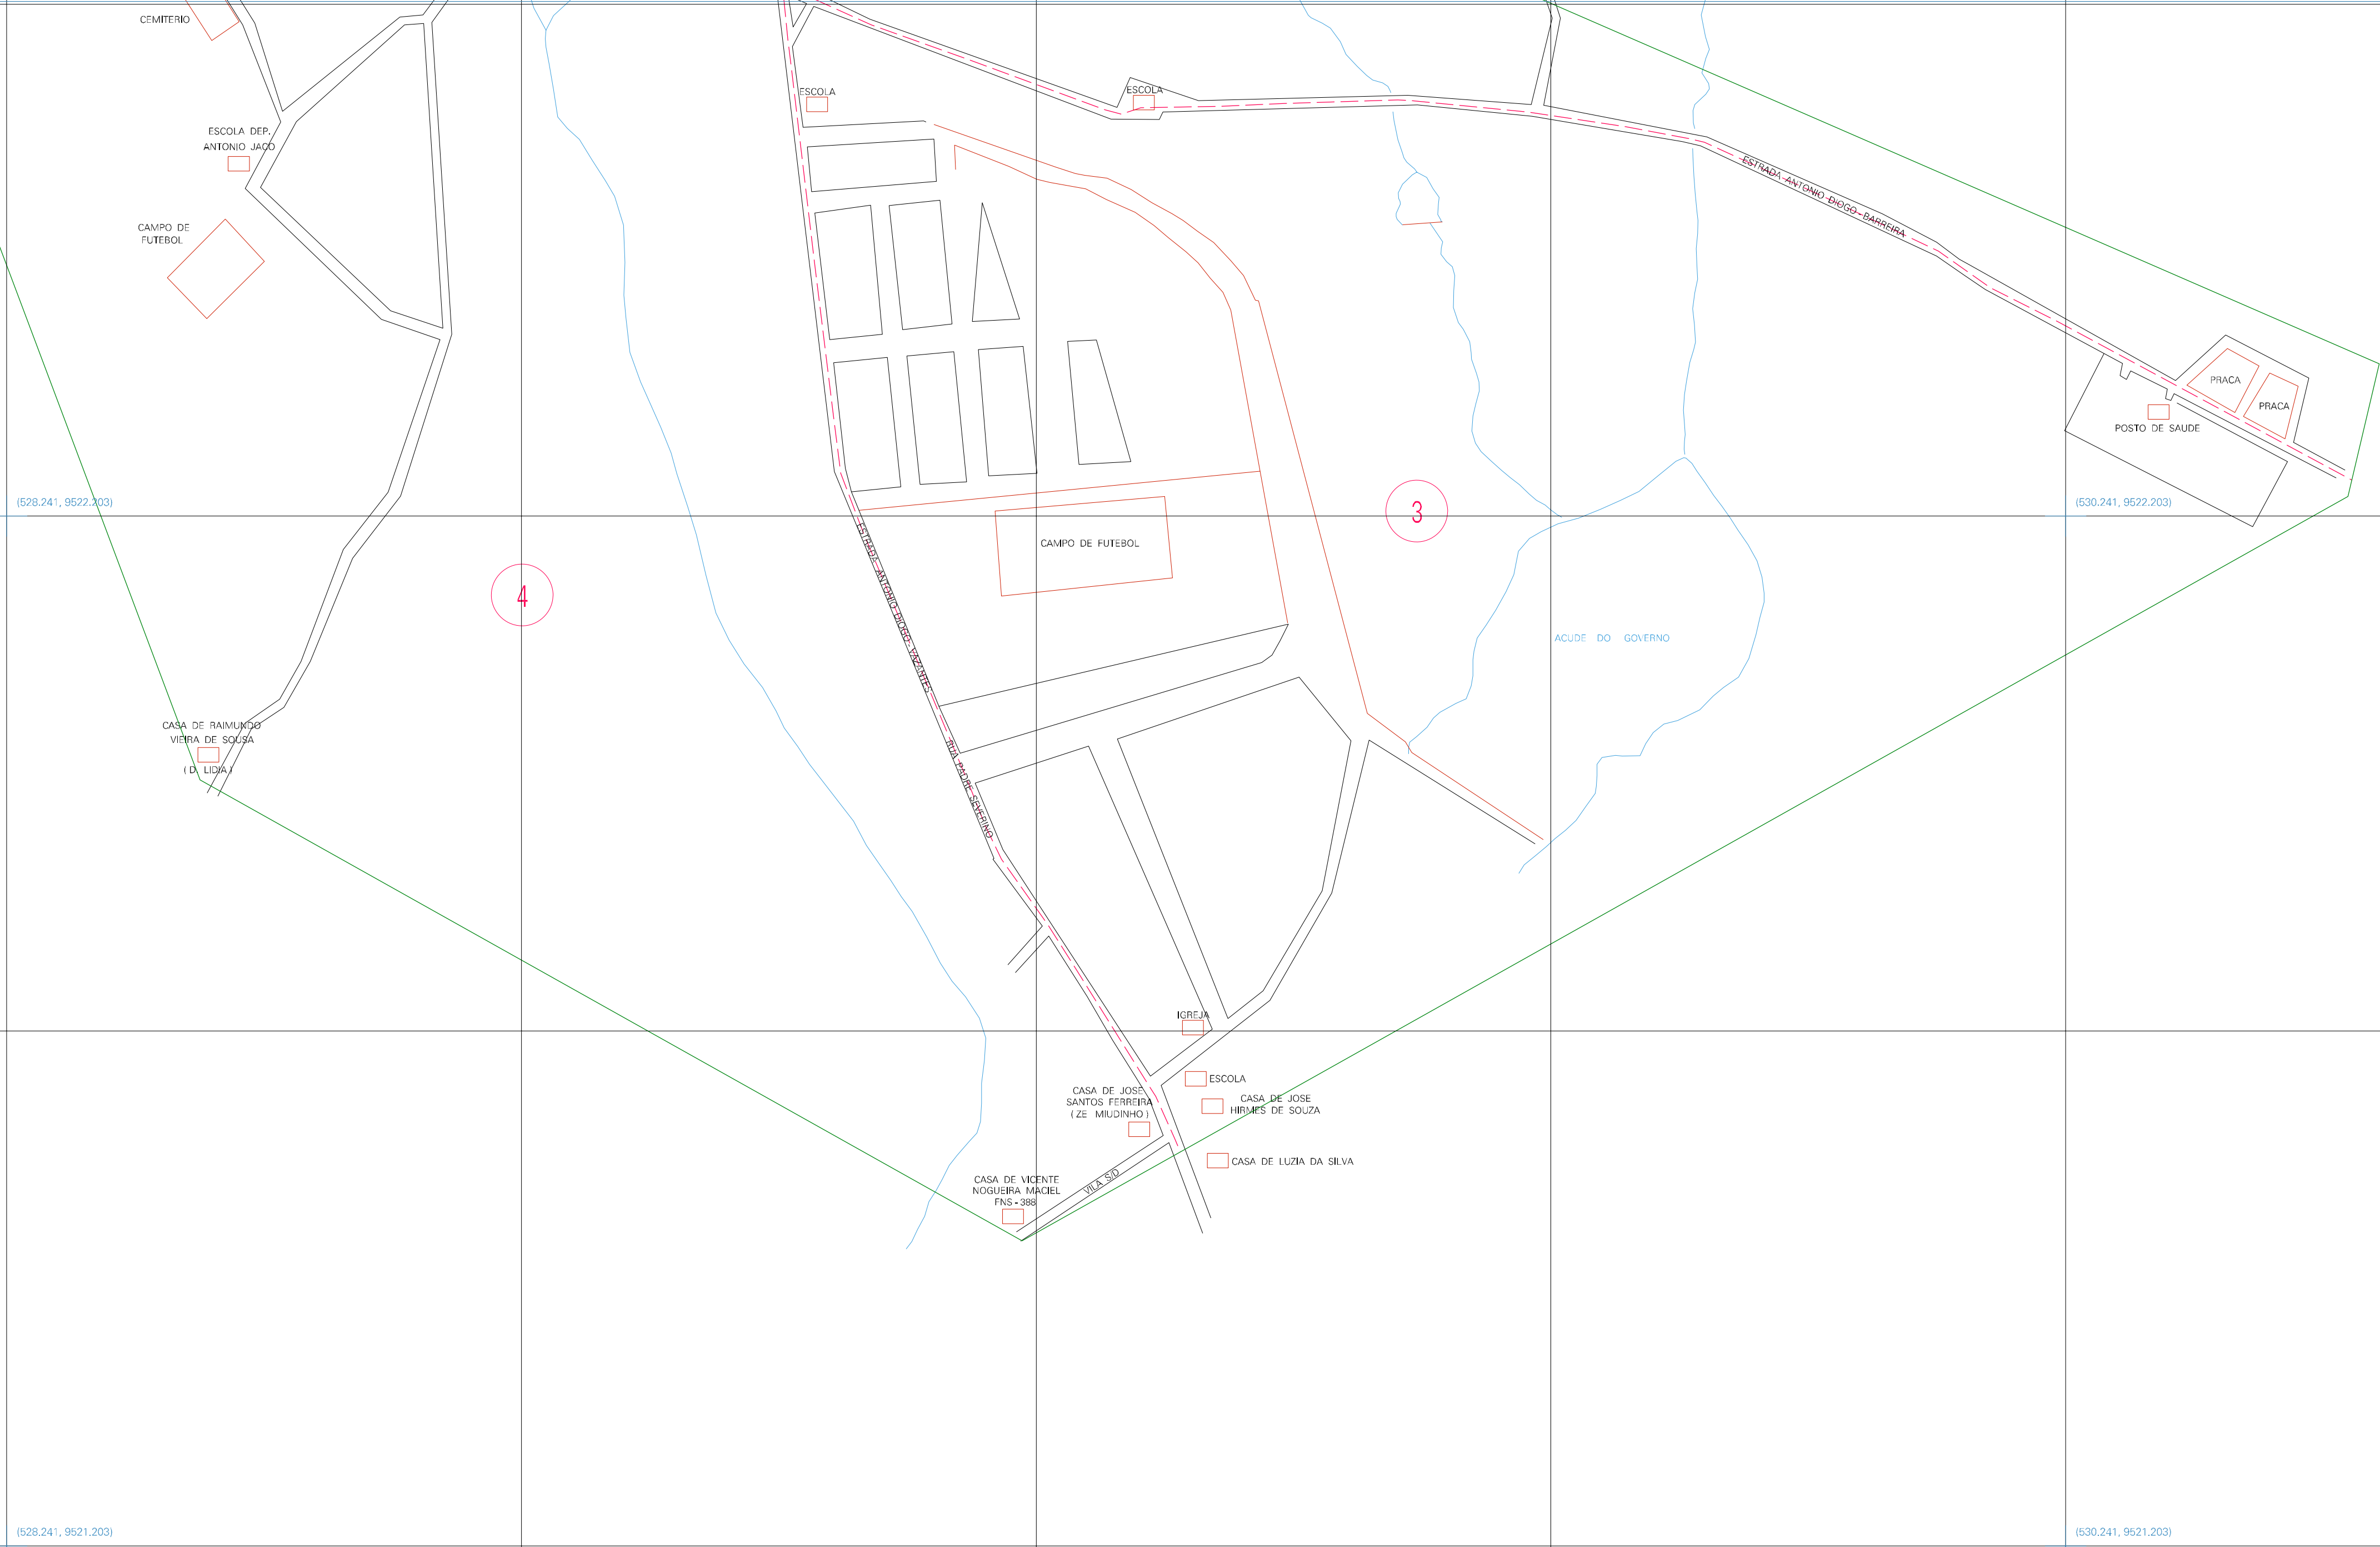 CEMITERIO
ESCOLA
ESCOLA
ESCOLA DEP.
ANTONIO JACO
ESTRADA ANTONIO DIOGO-BARREIRA
CAMPO DE
FUTEBOL
PRACA
PRACA
POSTO DE SAUDE
(528.241, 9522.203)
(530.241, 9522.203)
3
CAMPO DE FUTEBOL
4
ESTRADA ANTONIO DIOGO-VAZANTES
ACUDE DO GOVERNO
CASA DE RAIMUNDO
VIEIRA DE SOUSA
( D. LIDIA )
RUA PADRE SEVERINO
IGREJA
ESCOLA
CASA DE JOSE
SANTOS FERREIRA
( ZE MIUDINHO )
CASA DE JOSE
HIRMES DE SOUZA
CASA DE LUZIA DA SILVA
CASA DE VICENTE
NOGUEIRA MACIEL
FNS - 388
VILA S/D
(528.241, 9521.203)
(530.241, 9521.203)